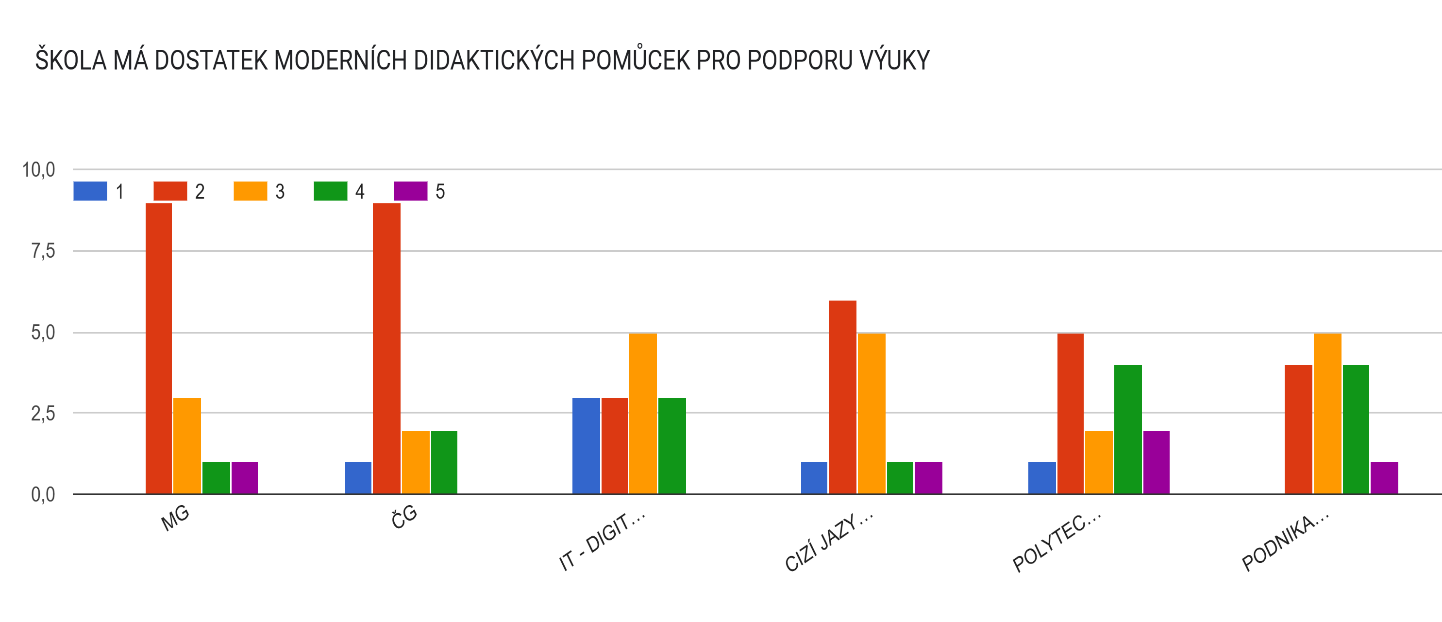 ŠKOLA MÁ DOSTATEK MODERNÍCH DIDAKTICKÝCH POMŮCEK PRO PODPORU VÝUKY
10,0
1 2 3 4 5
7,5
5,0
2,5
0,0
MG ČG IT - DIGIT... CIZÍ JAZY... POLYTEC... PODNIKA...